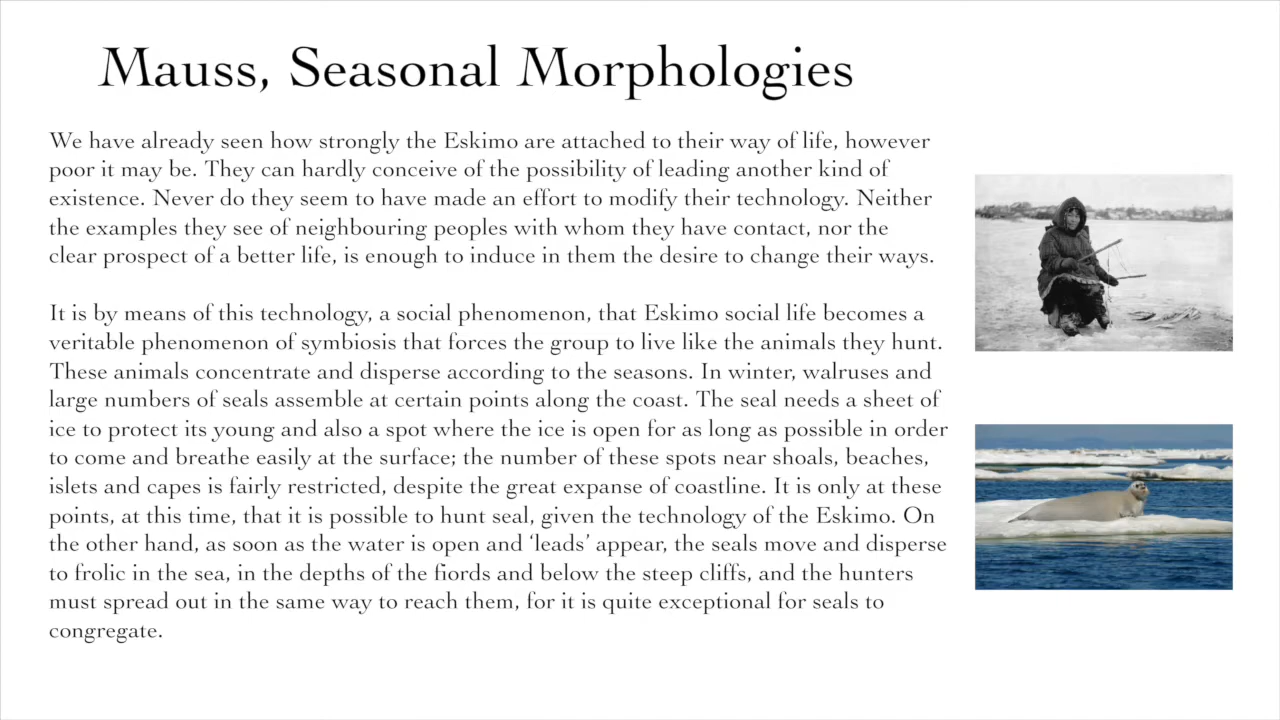 Mauss, Seasonal Morphologies
We have already seen how strongly the Eskimo are attached to their way of life, however
poor it may be. They can hardly conceive of the possibility of leading another kind of
existence. Never do they seem to have made an effort to modify their technology. Neither
the examples they see of neighbouring peoples with whom they have contact, nor the
clear prospect of a better life, is enough to induce in them the desire to change their ways.
It is by means of this technology, a social phenomenon, that Eskimo social life becomes a
veritable phenomenon of symbiosis that forces the group to live like the animals they hunt.
These animals concentrate and disperse according to the seasons. In winter, walruses and
large numbers of seals assemble at certain points along the coast. The seal needs a sheet of
ice to protect its young and also a spot where the ice is open for as long as possible in order
to come and breathe easily at the surface; the number of these spots near shoals, beaches,
islets and capes is fairly restricted, despite the great expanse of coastline. It is only at these
points, at this time, that it is possible to hunt seal, given the technology of the Eskimo. On
the other hand, as soon as the water is open and ‘leads’ appear, the seals move and disperse
to frolic in the sea, in the depths of the fiords and below the steep cliffs, and the hunters
must spread out in the same way to reach them, for it is quite exceptional for seals to
congregate.